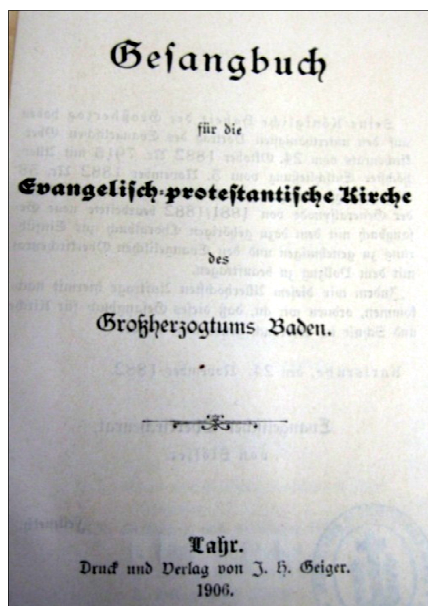 Gesangbuch
für die
Evangelisch-protestantische Kirche
des
Großherzogtums Baden.
Lahr.
Druck und Verlag von J. H. Geiger.
1906.